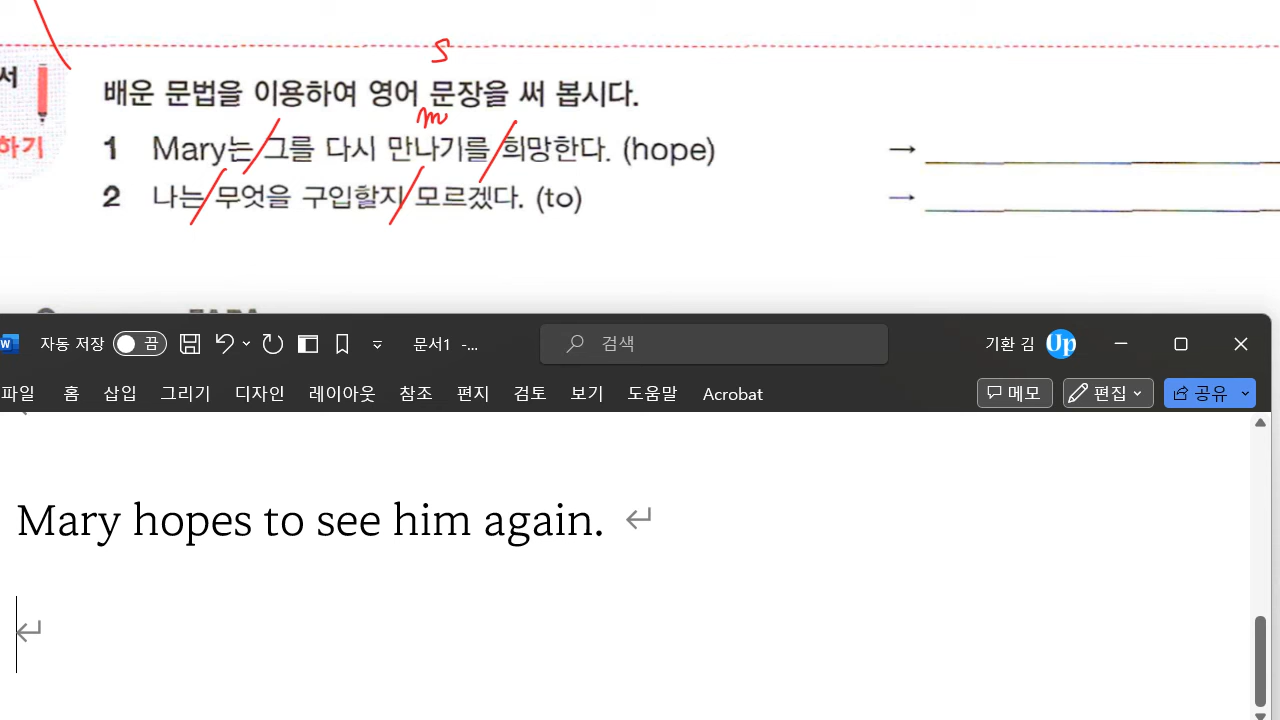 서
S
배운 문법을 이용하여 영어 문장을 써 봅시다.
m
하기
1 Mary는 그를 다시 만나기를 희망한다. (hope) →
2 나는 무엇을 구입할지 모르겠다. (to) →
자동 저장 끔 문서1 -... 검색 기환 김 Up
파일 홈 삽입 그리기 디자인 레이아웃 참조 편지 검토 보기 도움말 Acrobat 메모 편집 공유
Mary hopes to see him again.